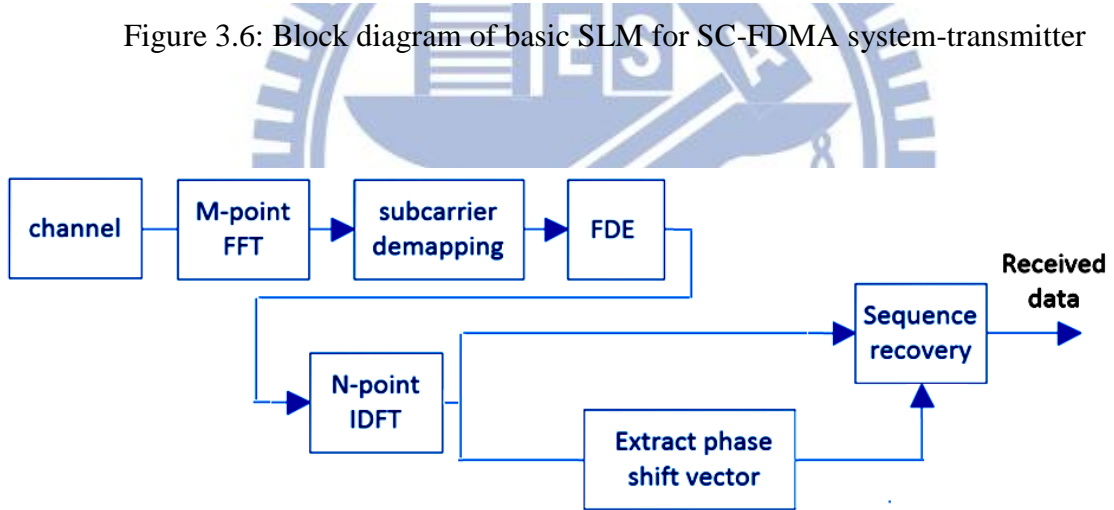 Figure 3.6: Block diagram of basic SLM for SC-FDMA system-transmitter
E S A
8
channel
M-point
FFT
subcarrier
demapping
FDE
Received
data
Sequence
recovery
N-point
IDFT
Extract phase
shift vector